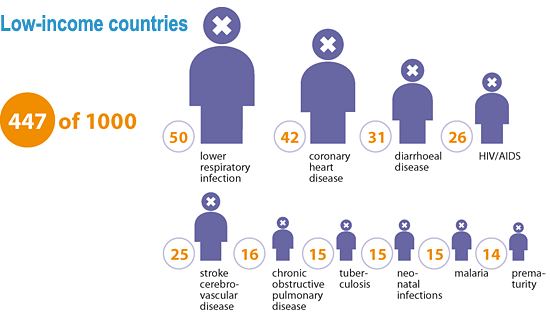 Low-income countries
447 of 1000
50
lower
respiratory
infection
42
coronary
heart
disease
31
diarrhoeal
disease
26
HIV/AIDS
25
stroke
cerebro-
vascular
disease
16
chronic
obstructive
pulmonary
disease
15
tuber-
culosis
15
neo-
natal
infections
15
malaria
14
prema-
turity